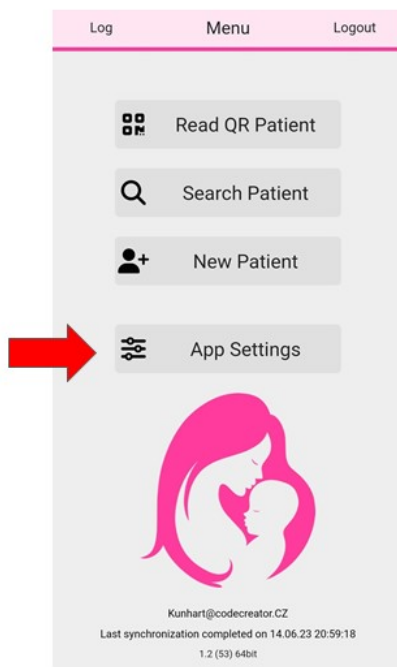 Log Menu Logout
Read QR Patient
Search Patient
New Patient
App Settings
Kunhart@codecreator.CZ
Last synchronization completed on 14.06.23 20:59:18
1.2 (53) 64bit